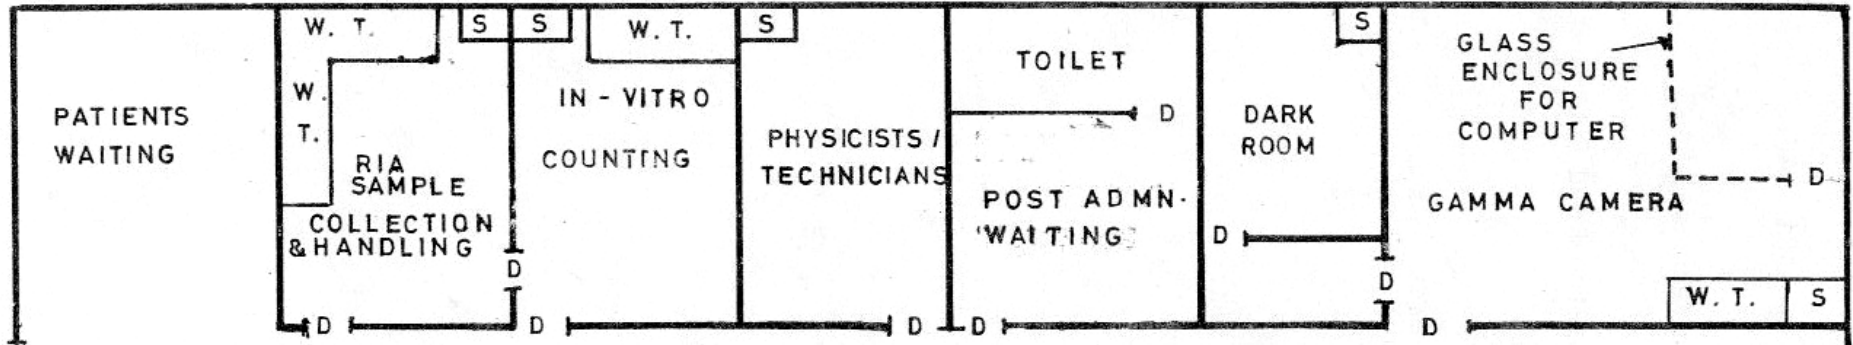 PATIENTS
WAITING
W. T.
W.
T.
S
RIA
SAMPLE
COLLECTION
& HANDLING
D
D
S
W. T.
IN - VITRO
COUNTING
D
S
PHYSICISTS /
TECHNICIANS
D
TOILET
D
POST ADMN.
WAITING
D
S
DARK
ROOM
D
D
GLASS
ENCLOSURE
FOR
COMPUTER
D
GAMMA CAMERA
W. T.
S
D